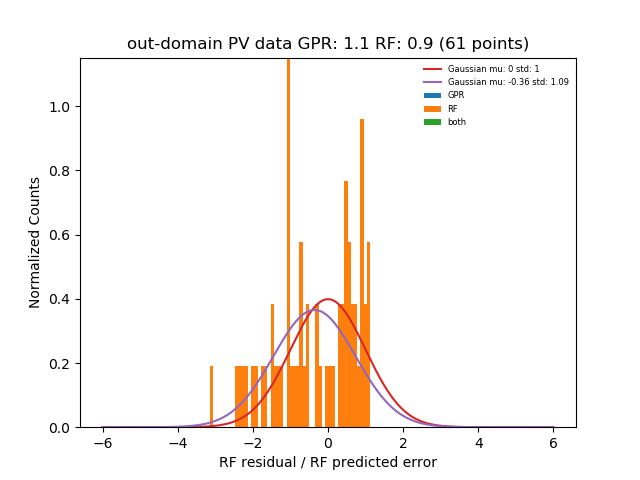 out-domain PV data GPR: 1.1 RF: 0.9 (61 points)
Gaussian mu: 0 std: 1
Gaussian mu: -0.36 std: 1.09
GPR
RF
both
Normalized Counts
1.0
0.8
0.6
0.4
0.2
0.0
−6 −4 −2 0 2 4 6
RF residual / RF predicted error